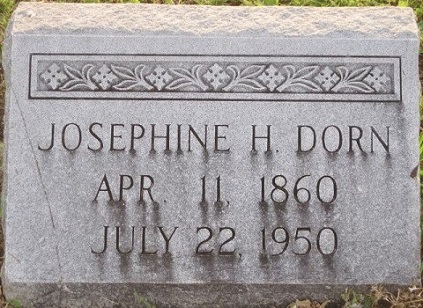 JOSEPHINE H. DORN
APR. 11, 1860
JULY 22, 1950